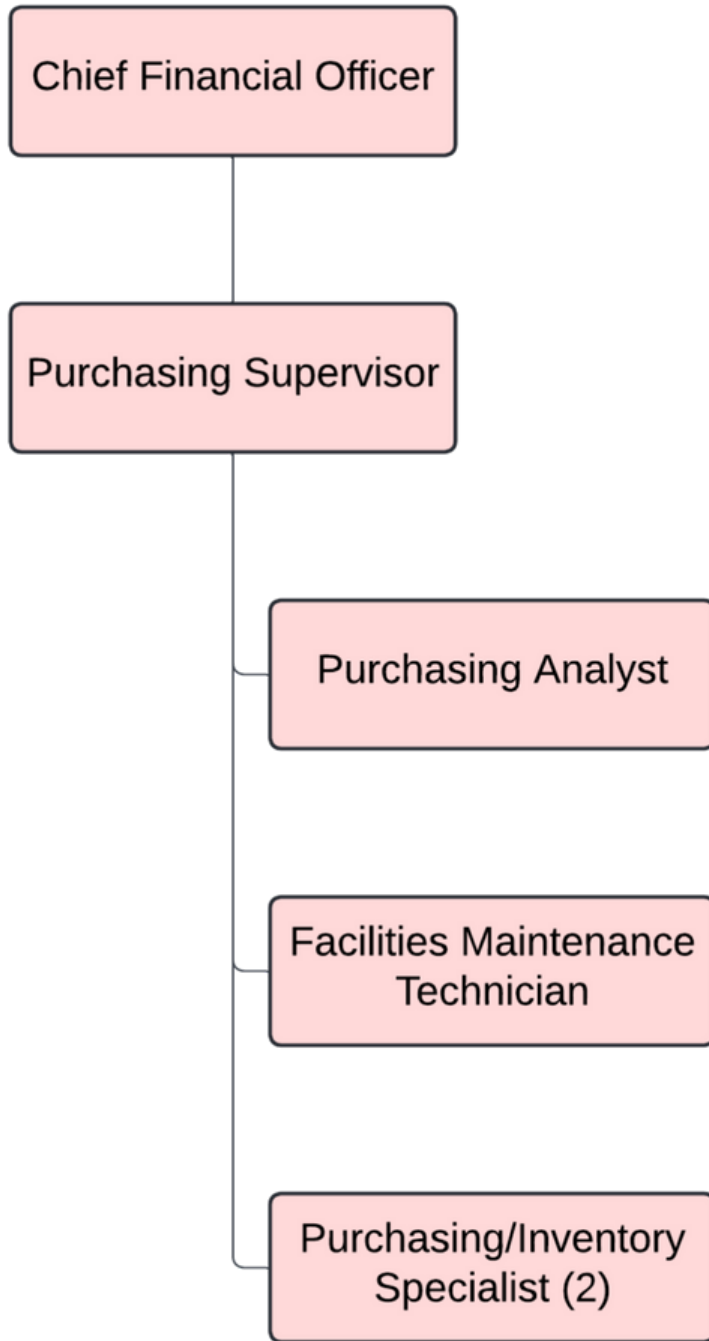 Chief Financial Officer
Purchasing Supervisor
Purchasing Analyst
Facilities Maintenance
Technician
Purchasing/Inventory
Specialist (2)